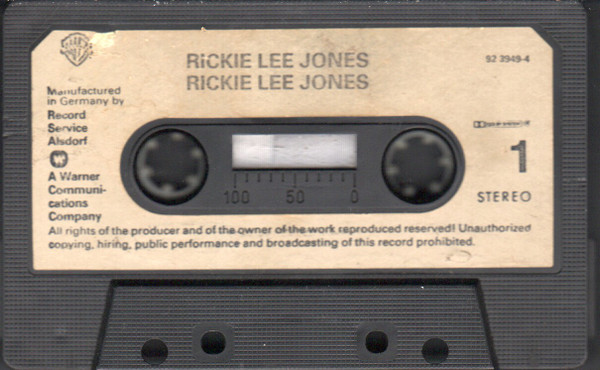 RICKIE LEE JONES
RICKIE LEE JONES
92 3949-4
Manufactured
in Germany by
Record
Service
Alsdorf
A Warner
Communi-
cations
Company
1
STEREO
100 50 0
All rights of the producer and of the owner of the work reproduced reserved! Unauthorized
copying, hiring, public performance and broadcasting of this record prohibited.